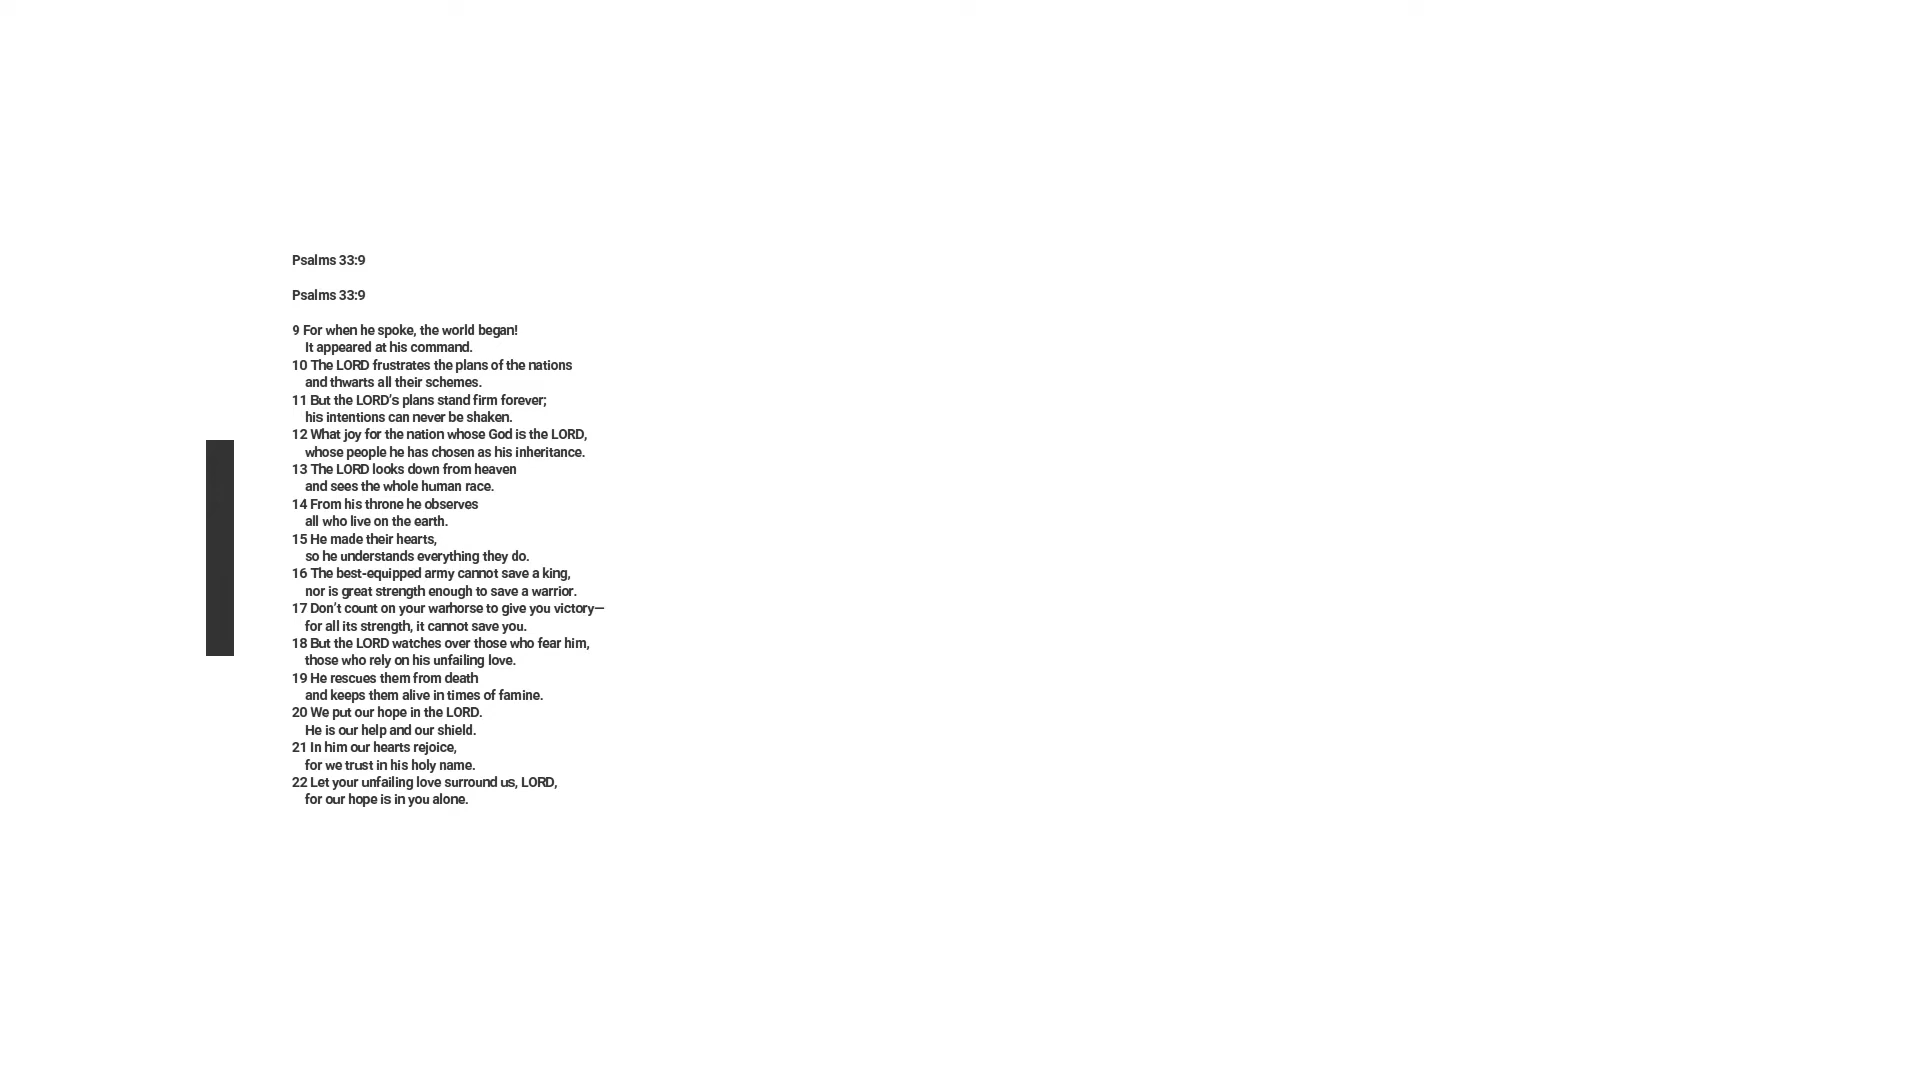 Psalms 33:9
Psalms 33:9
9 For when he spoke, the world began!
It appeared at his command.
10 The LORD frustrates the plans of the nations
and thwarts all their schemes.
11 But the LORD’s plans stand firm forever;
his intentions can never be shaken.
12 What joy for the nation whose God is the LORD,
whose people he has chosen as his inheritance.
13 The LORD looks down from heaven
and sees the whole human race.
14 From his throne he observes
all who live on the earth.
15 He made their hearts,
so he understands everything they do.
16 The best-equipped army cannot save a king,
nor is great strength enough to save a warrior.
17 Don’t count on your warhorse to give you victory—
for all its strength, it cannot save you.
18 But the LORD watches over those who fear him,
those who rely on his unfailing love.
19 He rescues them from death
and keeps them alive in times of famine.
20 We put our hope in the LORD.
He is our help and our shield.
21 In him our hearts rejoice,
for we trust in his holy name.
22 Let your unfailing love surround us, LORD,
for our hope is in you alone.